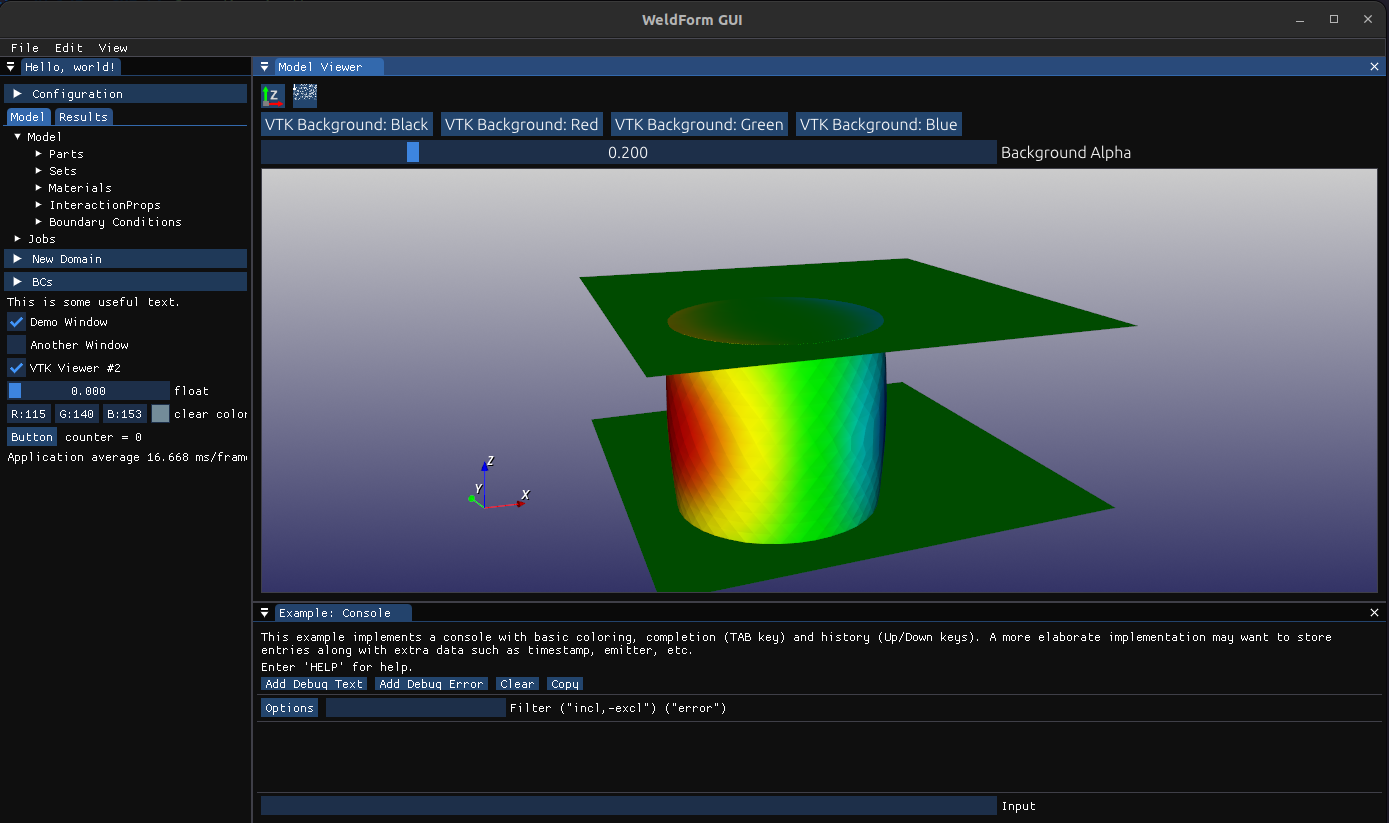 WeldForm GUI
File Edit View
Hello, world!
Configuration
Model Results
Model
Parts
Sets
Materials
InteractionProps
Boundary Conditions
Jobs
New Domain
BCs
This is some useful text.
Demo Window
Another Window
VTK Viewer #2
0.000 float
R:115 G:140 B:153 clear color
Button counter = 0
Application average 16.668 ms/fram
Model Viewer
Z
VTK Background: Black VTK Background: Red VTK Background: Green VTK Background: Blue
0.200 Background Alpha
Z
Y X
Example: Console
This example implements a console with basic coloring, completion (TAB key) and history (Up/Down keys). A more elaborate implementation may want to store
entries along with extra data such as timestamp, emitter, etc.
Enter 'HELP' for help.
Add Debug Text Add Debug Error Clear Copy
Options Filter ("incl,-excl") ("error")
Input